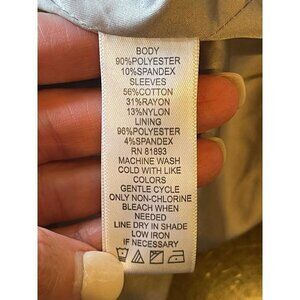 BODY
90%POLYESTER
10%SPANDEX
SLEEVES
56%COTTON
31%RAYON
13%NYLON
LINING
96%POLYESTER
4%SPANDEX
RN 81893
MACHINE WASH
COLD WITH LIKE
COLORS
GENTLE CYCLE
ONLY NON-CHLORINE
BLEACH WHEN
NEEDED
LINE DRY IN SHADE
LOW IRON
IF NECESSARY